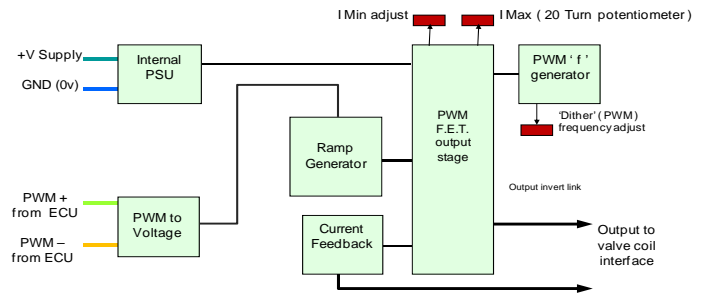 I Min adjust
I Max ( 20 Turn potentiometer )
+V Supply
GND (0v)
Internal
PSU
PWM ‘ f ’
generator
‘Dither’ (PWM)
frequency adjust
PWM
F.E.T.
output
stage
Ramp
Generator
Output invert link
PWM +
from ECU
PWM –
from ECU
PWM to
Voltage
Current
Feedback
Output to
valve coil
interface